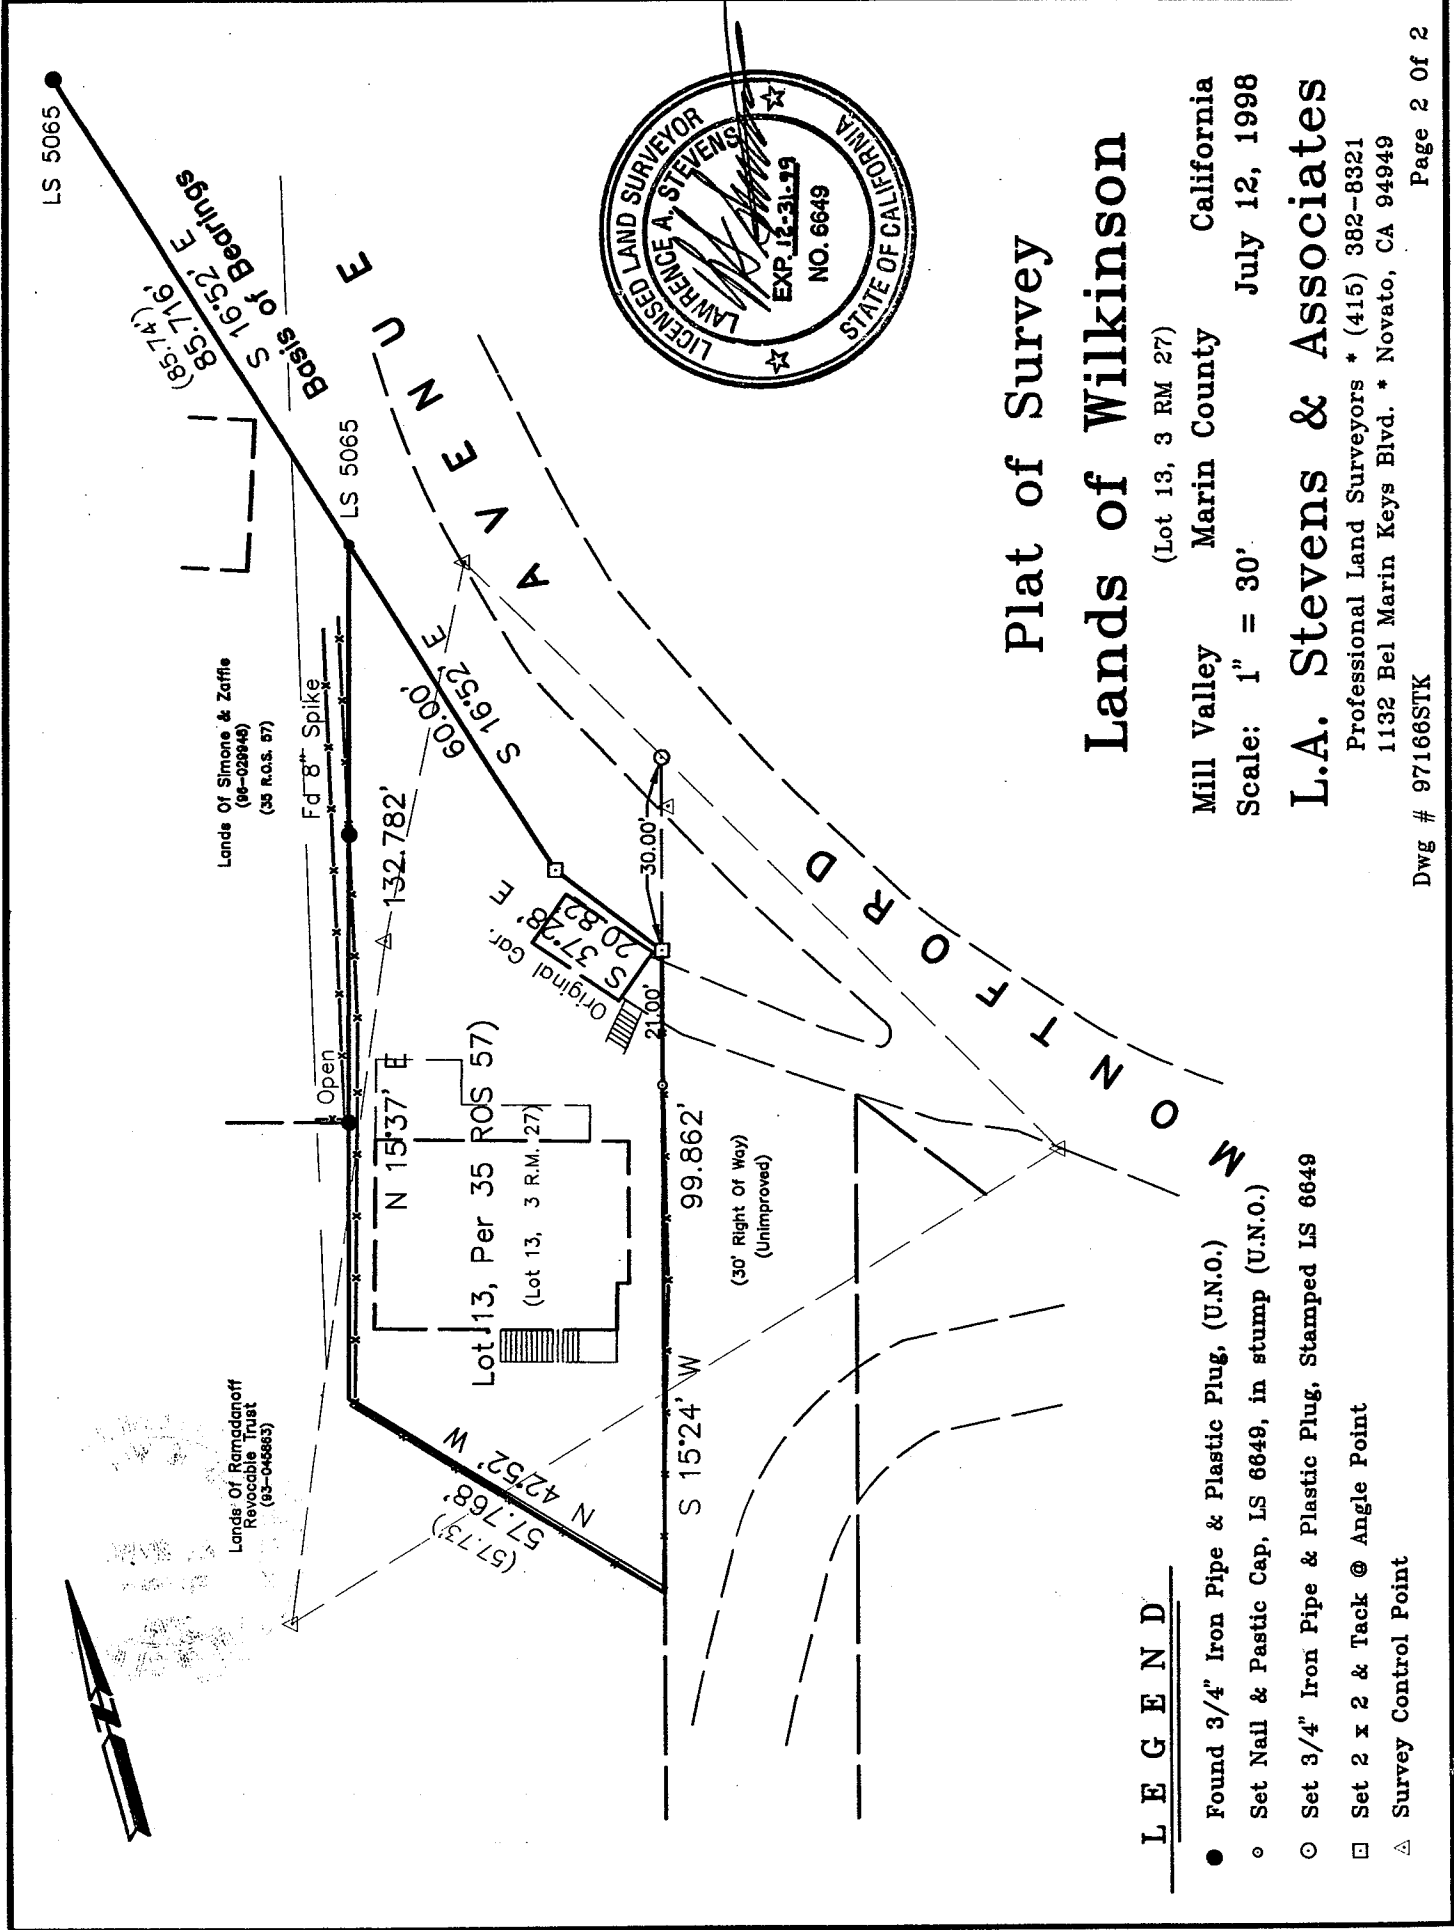 LS 5065
(85.74')
85.716'
S 16°52' E
Basis of Bearings
LS 5065
Lands Of Simone & Zaffle
(96-029948)
(35 R.O.S. 57)
Fd 8" Spike
Open
132.782'
N 15°37' E
60.00'
S 16°52' E
S 37°28' E
20.82'
Original Gar.
30.00'
21.00'
Lot 13, Per 35 ROS 57)
(Lot 13, 3 R.M. 27)
Lands Of Ramadanoff
Revocable Trust
(93-045863)
N 42°52' W
57.768'
(57.73')
S 15°24' W
99.862'
(30' Right Of Way)
(Unimproved)
MONTFORD AVENUE
N
LICENSED LAND SURVEYOR
LAWRENCE A. STEVENS
EXP. 12-31-99
NO. 6649
STATE OF CALIFORNIA
Plat of Survey
Lands of Wilkinson
(Lot 13, 3 RM 27)
Mill Valley Marin County California
Scale: 1" = 30' July 12, 1998
L.A. Stevens & Associates
Professional Land Surveyors * (415) 382-8321
1132 Bel Marin Keys Blvd. * Novato, CA 94949
Dwg # 97166STK Page 2 Of 2
LEGEND
Found 3/4" Iron Pipe & Plastic Plug, (U.N.O.)
Set Nail & Pastic Cap, LS 6649, in stump (U.N.O.)
Set 3/4" Iron Pipe & Plastic Plug, Stamped LS 6649
Set 2 x 2 & Tack @ Angle Point
Survey Control Point